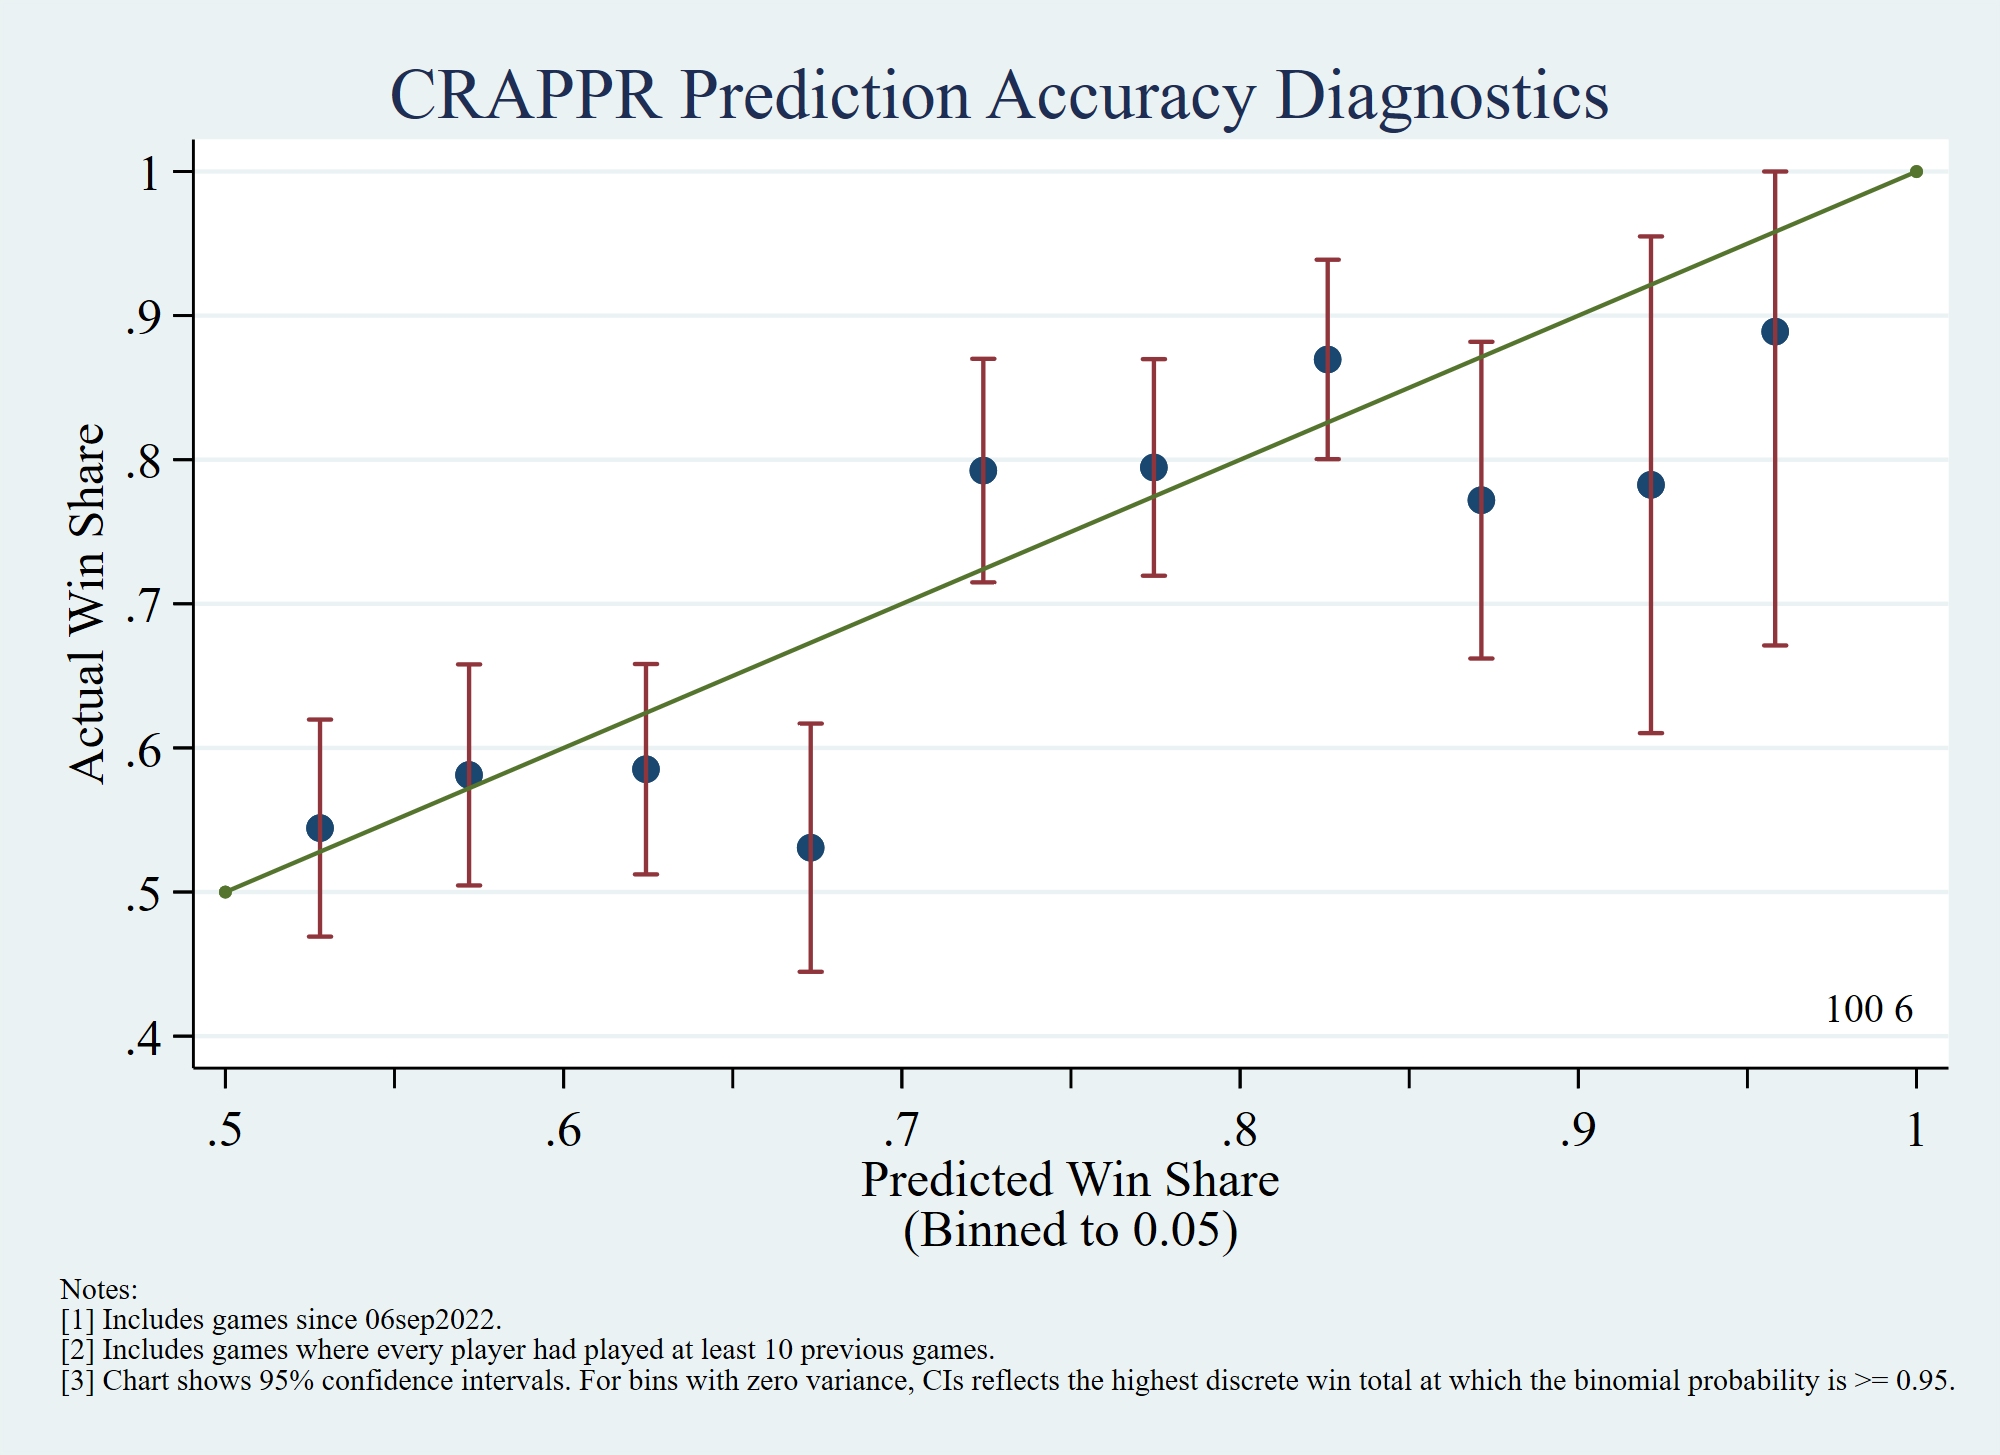 CRAPPR Prediction Accuracy Diagnostics
1
.9
.8
.7
.6
.5
.4
Actual Win Share
100 6
.5 .6 .7 .8 .9 1
Predicted Win Share
(Binned to 0.05)
Notes:
[1] Includes games since 06sep2022.
[2] Includes games where every player had played at least 10 previous games.
[3] Chart shows 95% confidence intervals. For bins with zero variance, CIs reflects the highest discrete win total at which the binomial probability is >= 0.95.